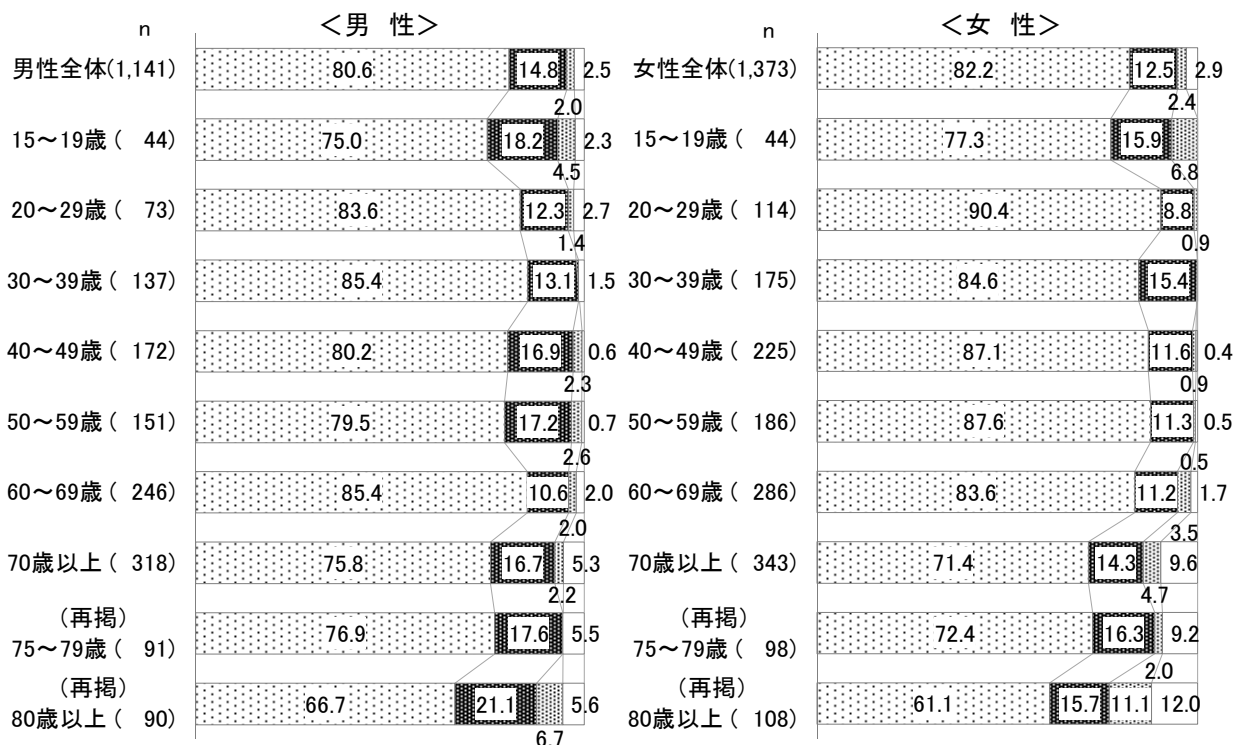 n ＜男 性＞ n ＜女 性＞
男性全体(1,141) 80.6 14.8 2.5 女性全体(1,373) 82.2 12.5 2.9
2.0 2.4
15～19歳 ( 44) 75.0 18.2 2.3 15～19歳 ( 44) 77.3 15.9
4.5 6.8
20～29歳 ( 73) 83.6 12.3 2.7 20～29歳 ( 114) 90.4 8.8
1.4 0.9
30～39歳 ( 137) 85.4 13.1 1.5 30～39歳 ( 175) 84.6 15.4
40～49歳 ( 172) 80.2 16.9 0.6 40～49歳 ( 225) 87.1 11.6 0.4
2.3 0.9
50～59歳 ( 151) 79.5 17.2 0.7 50～59歳 ( 186) 87.6 11.3 0.5
2.6 0.5
60～69歳 ( 246) 85.4 10.6 2.0 60～69歳 ( 286) 83.6 11.2 1.7
2.0 3.5
70歳以上 ( 318) 75.8 16.7 5.3 70歳以上 ( 343) 71.4 14.3 9.6
2.2 4.7
(再掲) (再掲)
75～79歳 ( 91) 76.9 17.6 5.5 75～79歳 ( 98) 72.4 16.3 9.2
2.0
(再掲) (再掲)
80歳以上 ( 90) 66.7 21.1 5.6 80歳以上 ( 108) 61.1 15.7 11.1 12.0
6.7